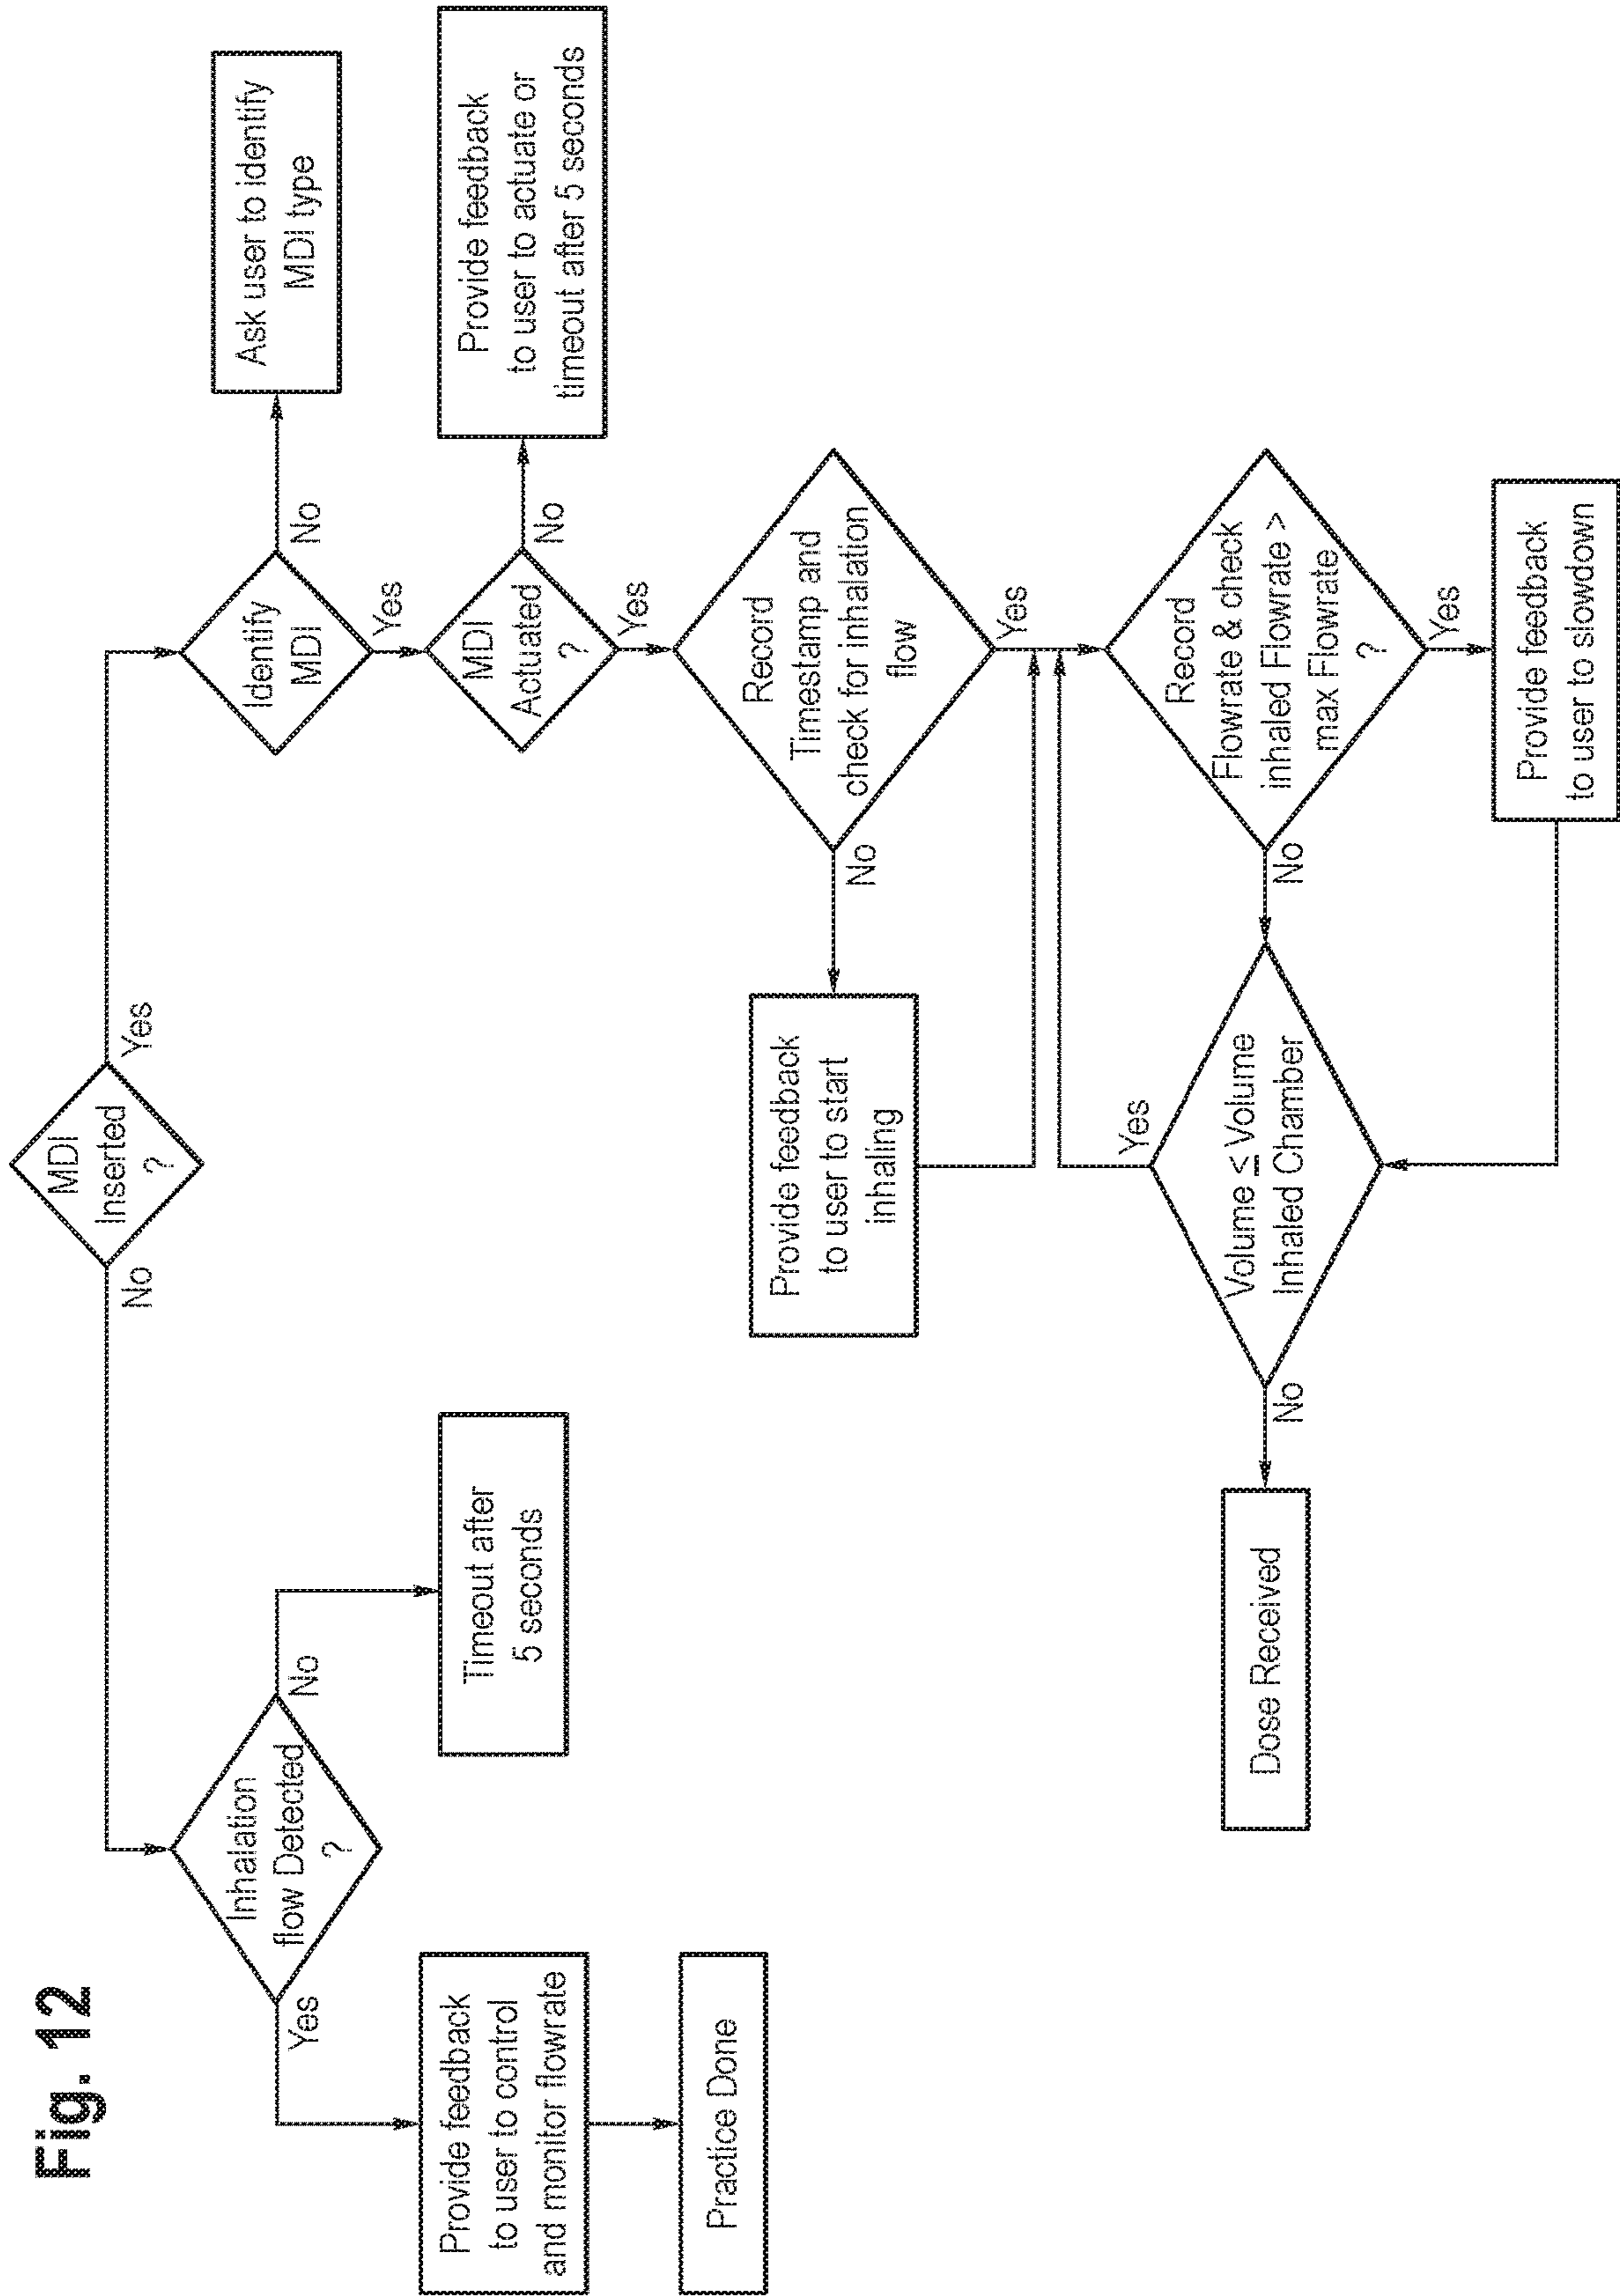 Fig. 12
MDI
Inserted
?
No
Yes
Inhalation
flow Detected
?
Yes
No
Provide feedback
to user to control
and monitor flowrate
Practice Done
Timeout after
5 seconds
Identify
MDI
No
Yes
Ask user to identify
MDI type
MDI
Actuated
?
No
Yes
Provide feedback
to user to actuate or
timeout after 5 seconds
Record
Timestamp and
check for inhalation
flow
No
Yes
Provide feedback
to user to start
inhaling
Record
Flowrate & check
inhaled Flowrate >
max Flowrate
?
No
Yes
Provide feedback
to user to slowdown
Volume ≤ Volume
Inhaled Chamber
Yes
No
Dose Received